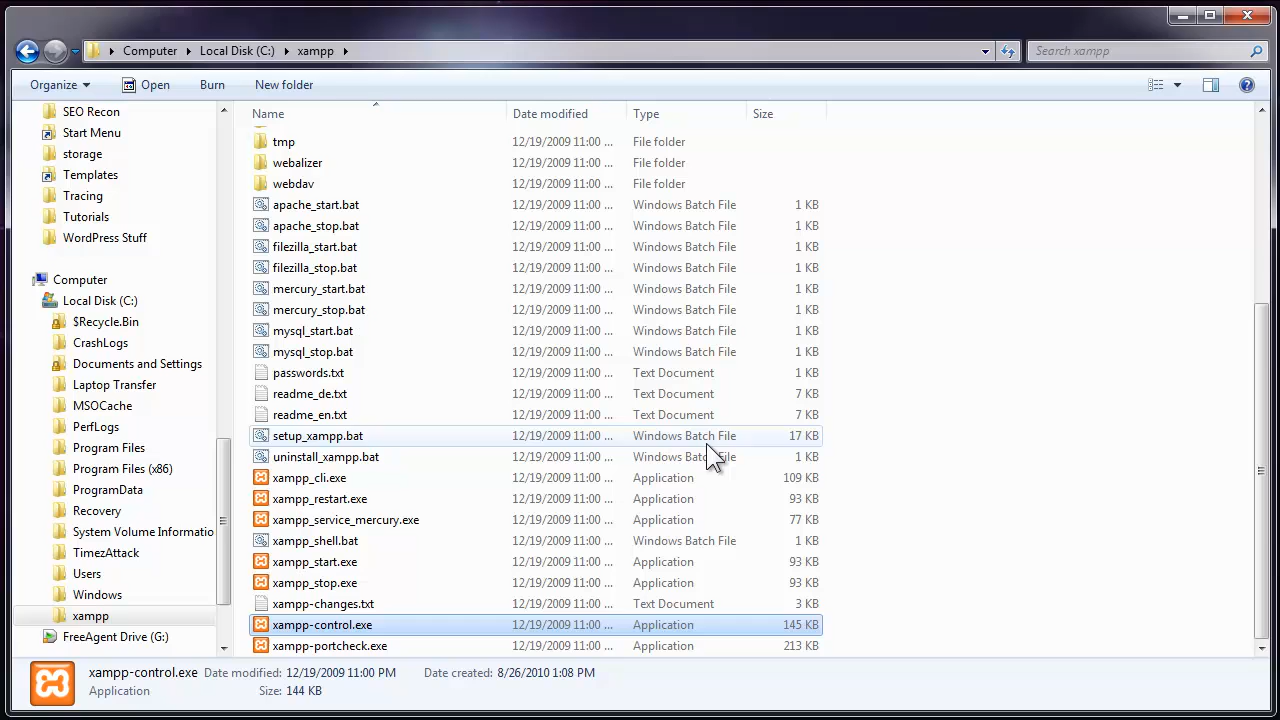 Computer Local Disk (C:) xampp
Search xampp
Organize Open Burn New folder
SEO Recon
Start Menu
storage
Templates
Tracing
Tutorials
WordPress Stuff
Computer
Local Disk (C:)
$Recycle.Bin
CrashLogs
Documents and Settings
Laptop Transfer
MSOCache
PerfLogs
Program Files
Program Files (x86)
ProgramData
Recovery
System Volume Informatio
TimezAttack
Users
Windows
xampp
FreeAgent Drive (G:)
Name Date modified Type Size
tmp 12/19/2009 11:00 ... File folder
webalizer 12/19/2009 11:00 ... File folder
webdav 12/19/2009 11:00 ... File folder
apache_start.bat 12/19/2009 11:00 ... Windows Batch File 1 KB
apache_stop.bat 12/19/2009 11:00 ... Windows Batch File 1 KB
filezilla_start.bat 12/19/2009 11:00 ... Windows Batch File 1 KB
filezilla_stop.bat 12/19/2009 11:00 ... Windows Batch File 1 KB
mercury_start.bat 12/19/2009 11:00 ... Windows Batch File 1 KB
mercury_stop.bat 12/19/2009 11:00 ... Windows Batch File 1 KB
mysql_start.bat 12/19/2009 11:00 ... Windows Batch File 1 KB
mysql_stop.bat 12/19/2009 11:00 ... Windows Batch File 1 KB
passwords.txt 12/19/2009 11:00 ... Text Document 1 KB
readme_de.txt 12/19/2009 11:00 ... Text Document 7 KB
readme_en.txt 12/19/2009 11:00 ... Text Document 7 KB
setup_xampp.bat 12/19/2009 11:00 ... Windows Batch File 17 KB
uninstall_xampp.bat 12/19/2009 11:00 ... Windows Batch File 1 KB
xampp_cli.exe 12/19/2009 11:00 ... Application 109 KB
xampp_restart.exe 12/19/2009 11:00 ... Application 93 KB
xampp_service_mercury.exe 12/19/2009 11:00 ... Application 77 KB
xampp_shell.bat 12/19/2009 11:00 ... Windows Batch File 1 KB
xampp_start.exe 12/19/2009 11:00 ... Application 93 KB
xampp_stop.exe 12/19/2009 11:00 ... Application 93 KB
xampp-changes.txt 12/19/2009 11:00 ... Text Document 3 KB
xampp-control.exe 12/19/2009 11:00 ... Application 145 KB
xampp-portcheck.exe 12/19/2009 11:00 ... Application 213 KB
xampp-control.exe Date modified: 12/19/2009 11:00 PM Date created: 8/26/2010 1:08 PM
Application Size: 144 KB